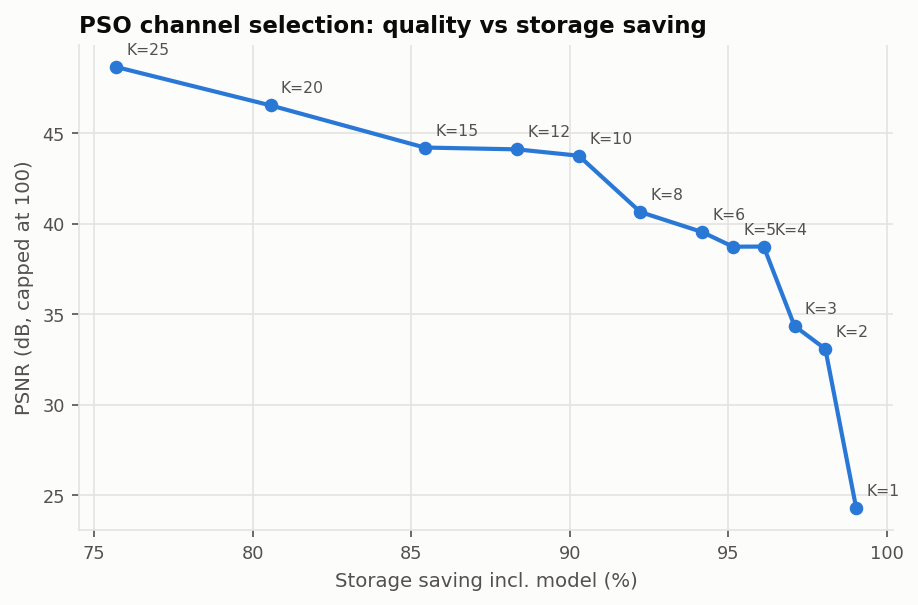 PSO channel selection: quality vs storage saving
K=25
K=20
K=15
K=12
K=10
K=8
K=6
K=5
K=4
K=3
K=2
K=1
45
40
35
30
25
PSNR (dB, capped at 100)
75
80
85
90
95
100
Storage saving incl. model (%)